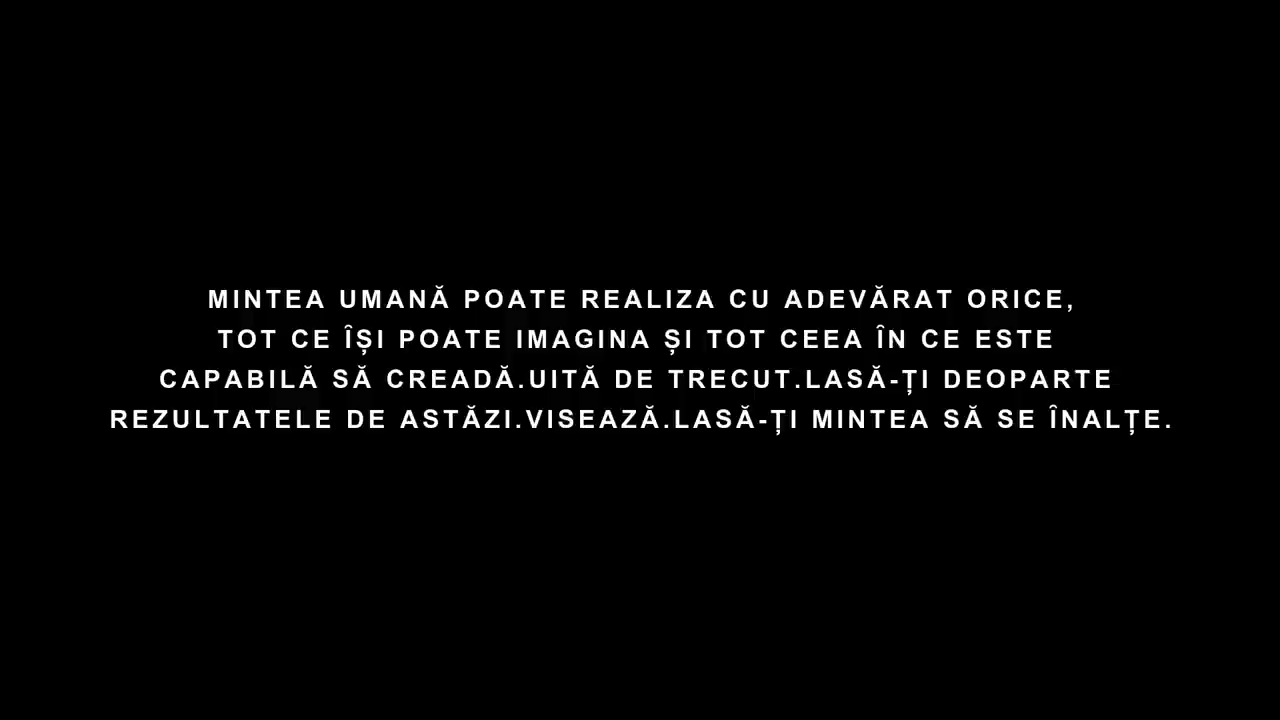 MINTEA UMANĂ POATE REALIZA CU ADEVĂRAT ORICE,
TOT CE ÎȘI POATE IMAGINA ȘI TOT CEEA ÎN CE ESTE
CAPABILĂ SĂ CREADĂ.UITĂ DE TRECUT.LASĂ-ȚI DEOPARTE
REZULTATELE DE ASTĂZI.VISEAZĂ.LASĂ-ȚI MINTEA SĂ SE ÎNALȚE.